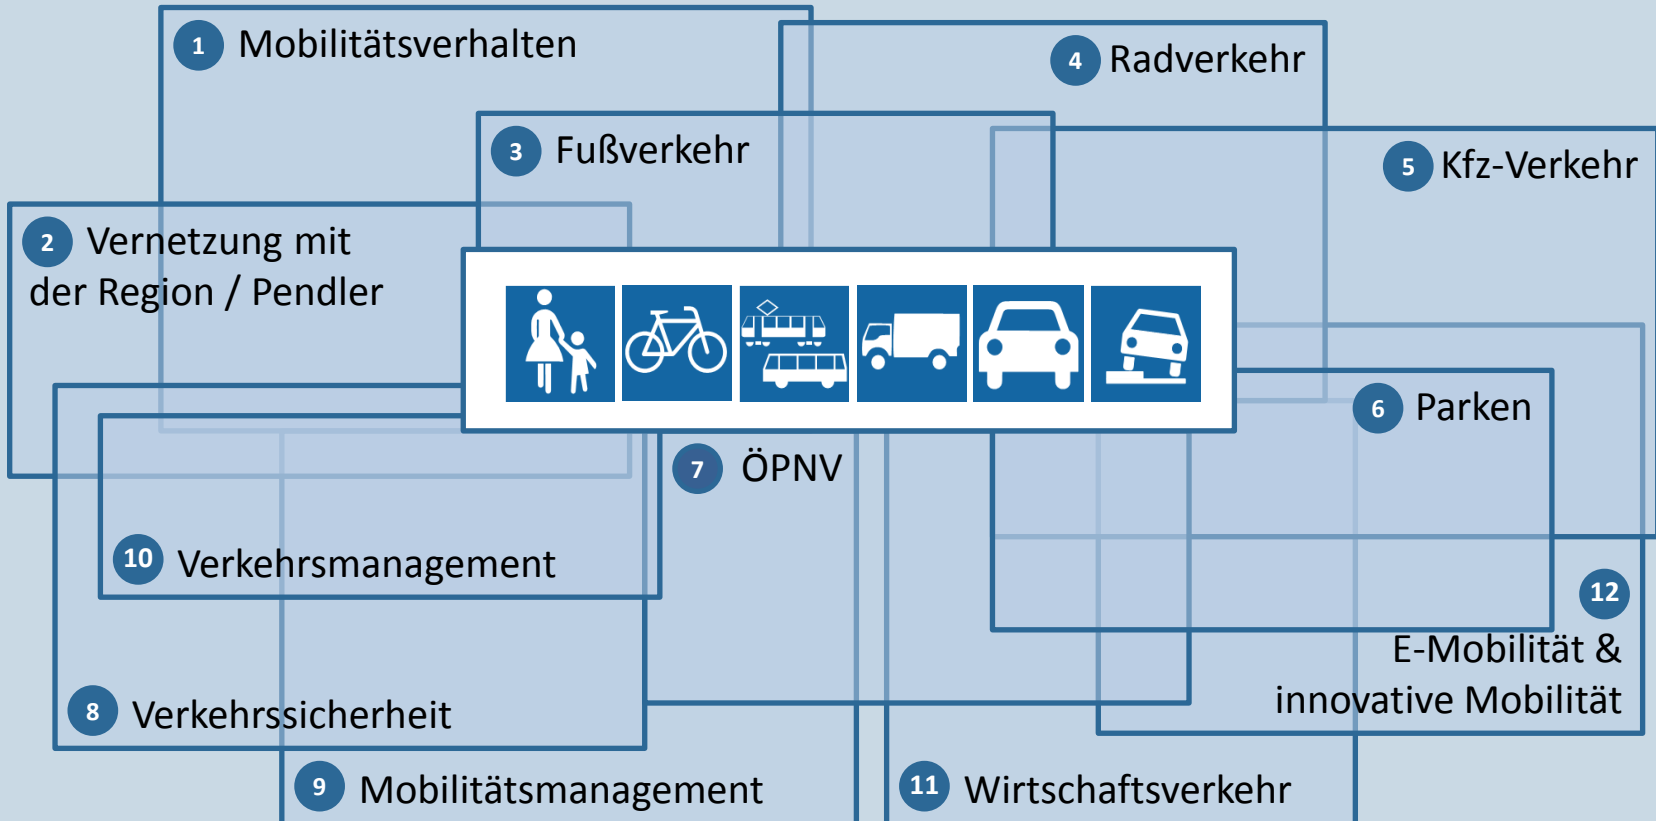 1 Mobilitätsverhalten
4 Radverkehr
3 Fußverkehr
5 Kfz-Verkehr
2 Vernetzung mit
der Region / Pendler
6 Parken
7 ÖPNV
10 Verkehrsmanagement
12
E-Mobilität &
innovative Mobilität
8 Verkehrssicherheit
9 Mobilitätsmanagement
11 Wirtschaftsverkehr